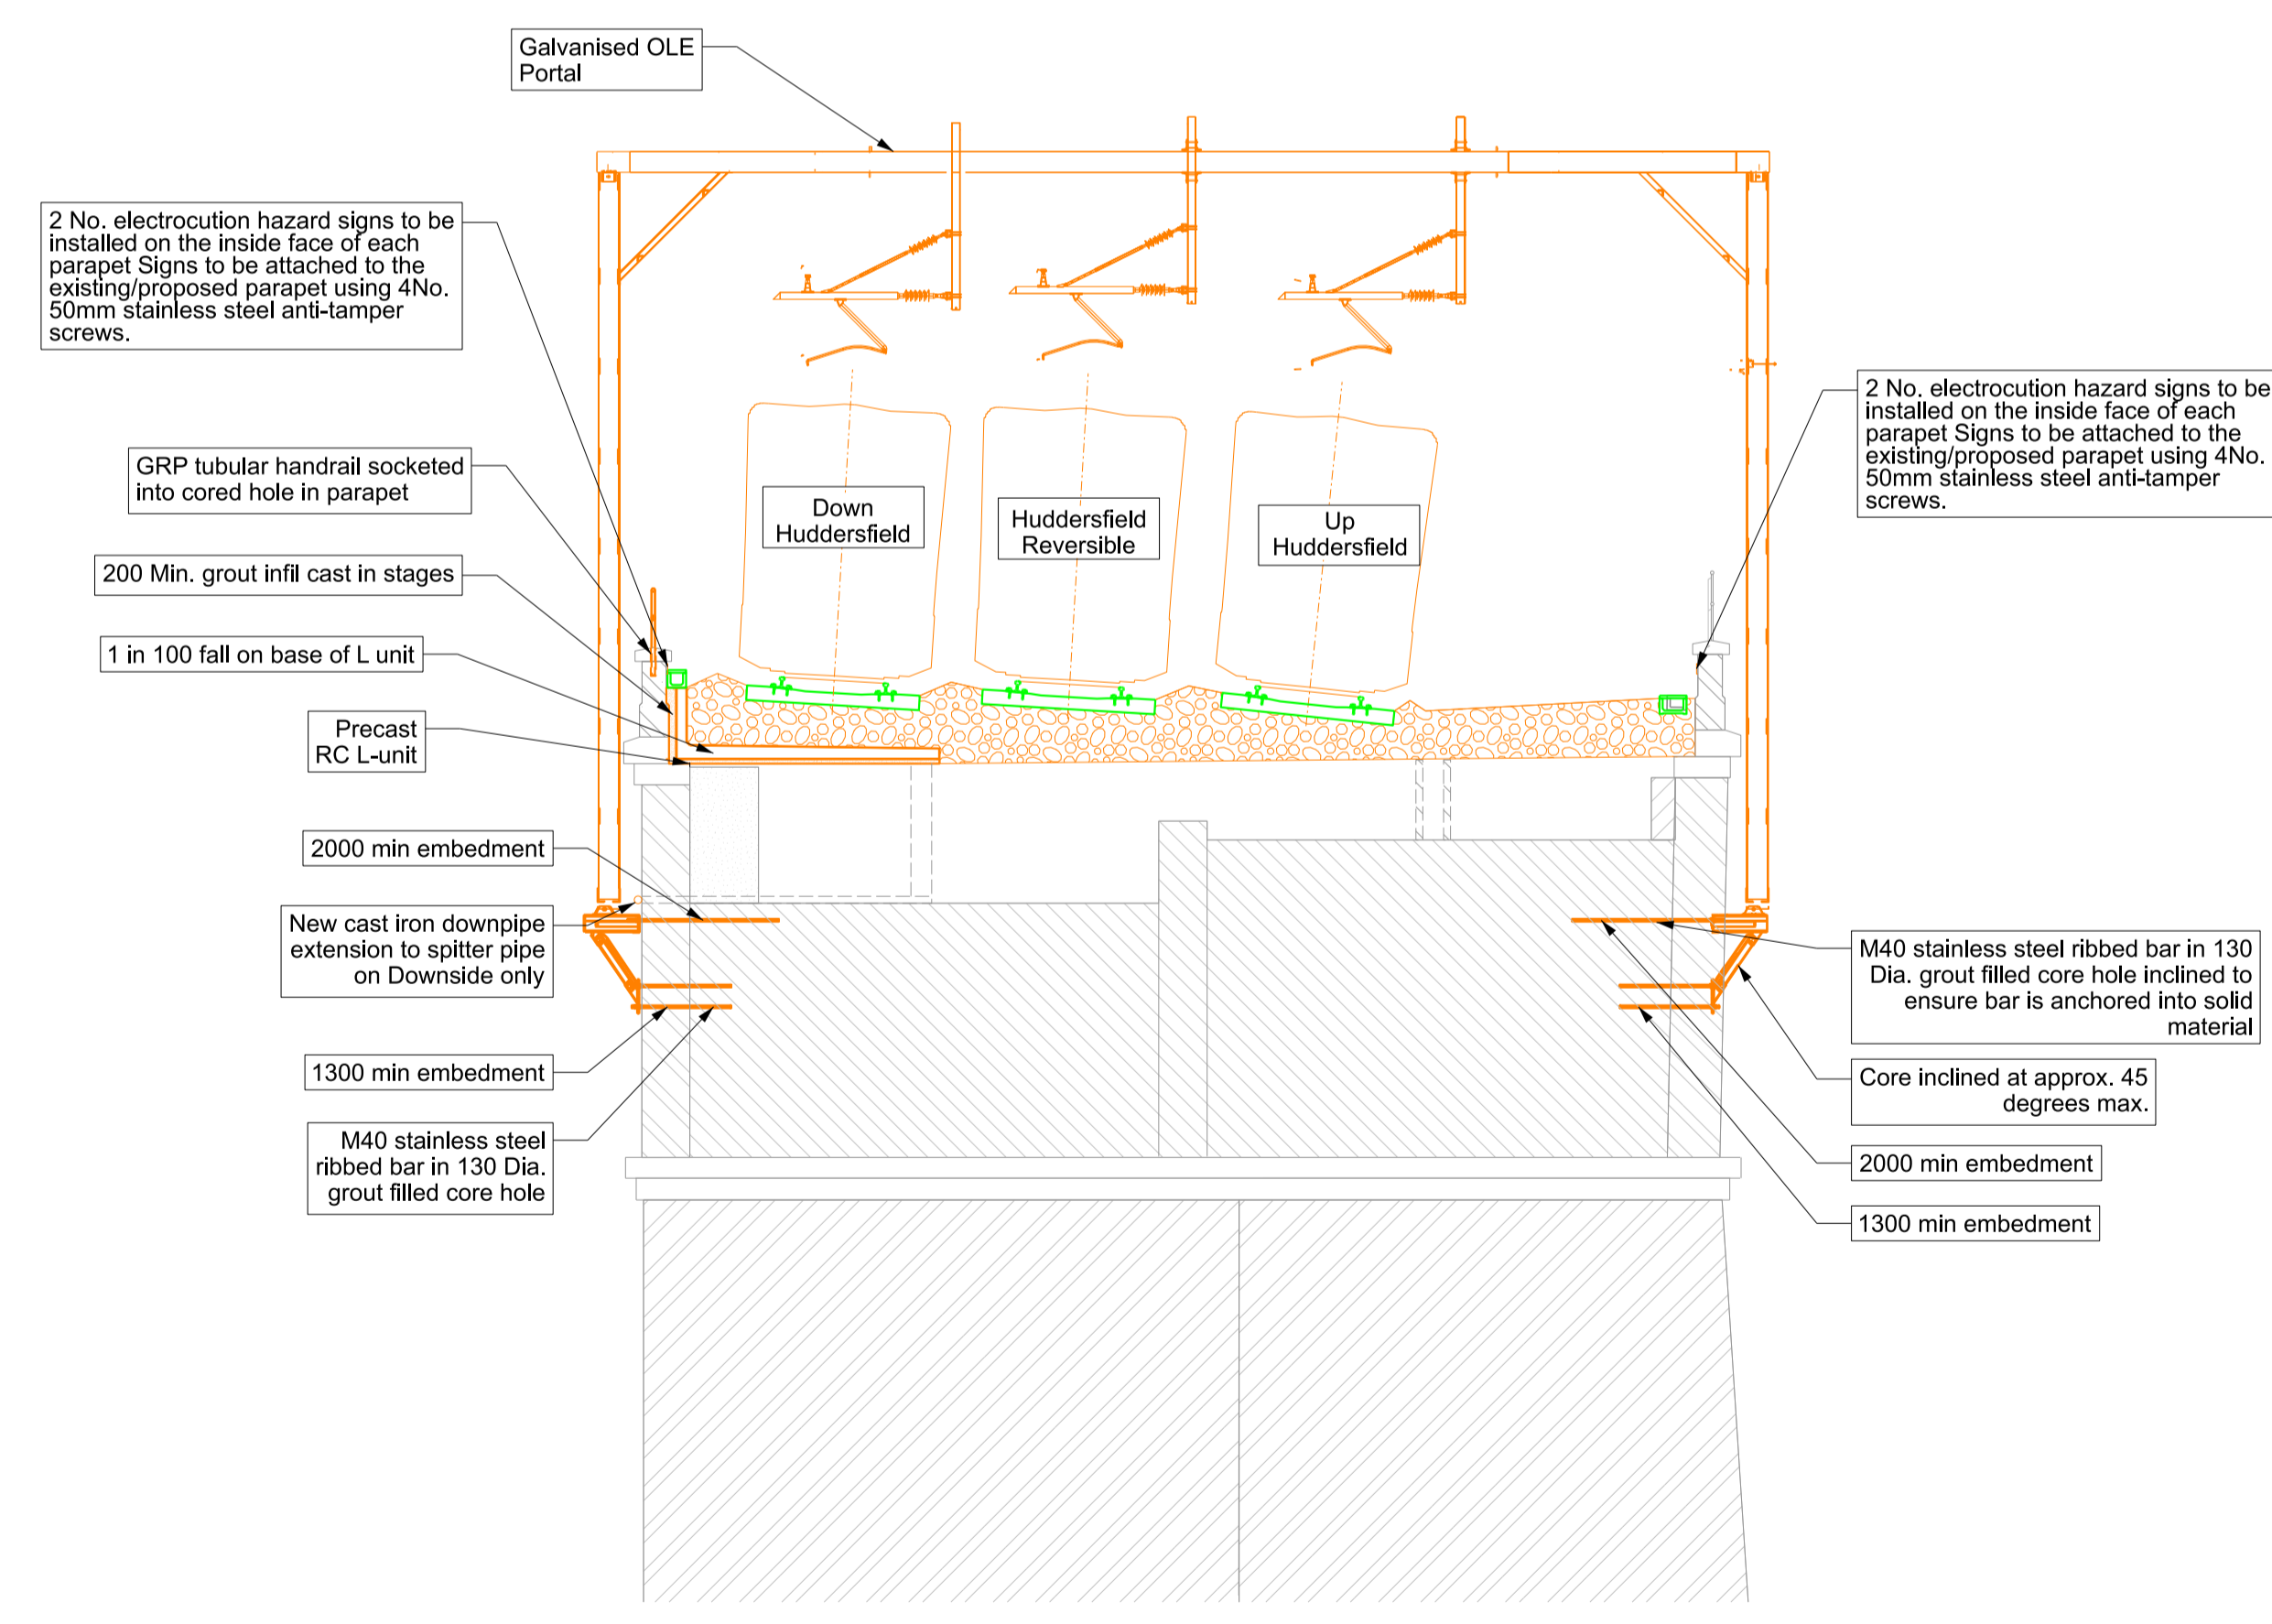 Galvanised OLE
Portal
2 No. electrocution hazard signs to be
installed on the inside face of each
parapet Signs to be attached to the
existing/proposed parapet using 4No.
50mm stainless steel anti-tamper
screws.
2 No. electrocution hazard signs to be
installed on the inside face of each
parapet Signs to be attached to the
existing/proposed parapet using 4No.
50mm stainless steel anti-tamper
screws.
GRP tubular handrail socketed
into cored hole in parapet
Down
Huddersfield
Huddersfield
Reversible
Up
Huddersfield
200 Min. grout infil cast in stages
1 in 100 fall on base of L unit
Precast
RC L-unit
2000 min embedment
New cast iron downpipe
extension to spitter pipe
on Downside only
1300 min embedment
M40 stainless steel
ribbed bar in 130 Dia.
grout filled core hole
M40 stainless steel ribbed bar in 130
Dia. grout filled core hole inclined to
ensure bar is anchored into solid
material
Core inclined at approx. 45
degrees max.
2000 min embedment
1300 min embedment